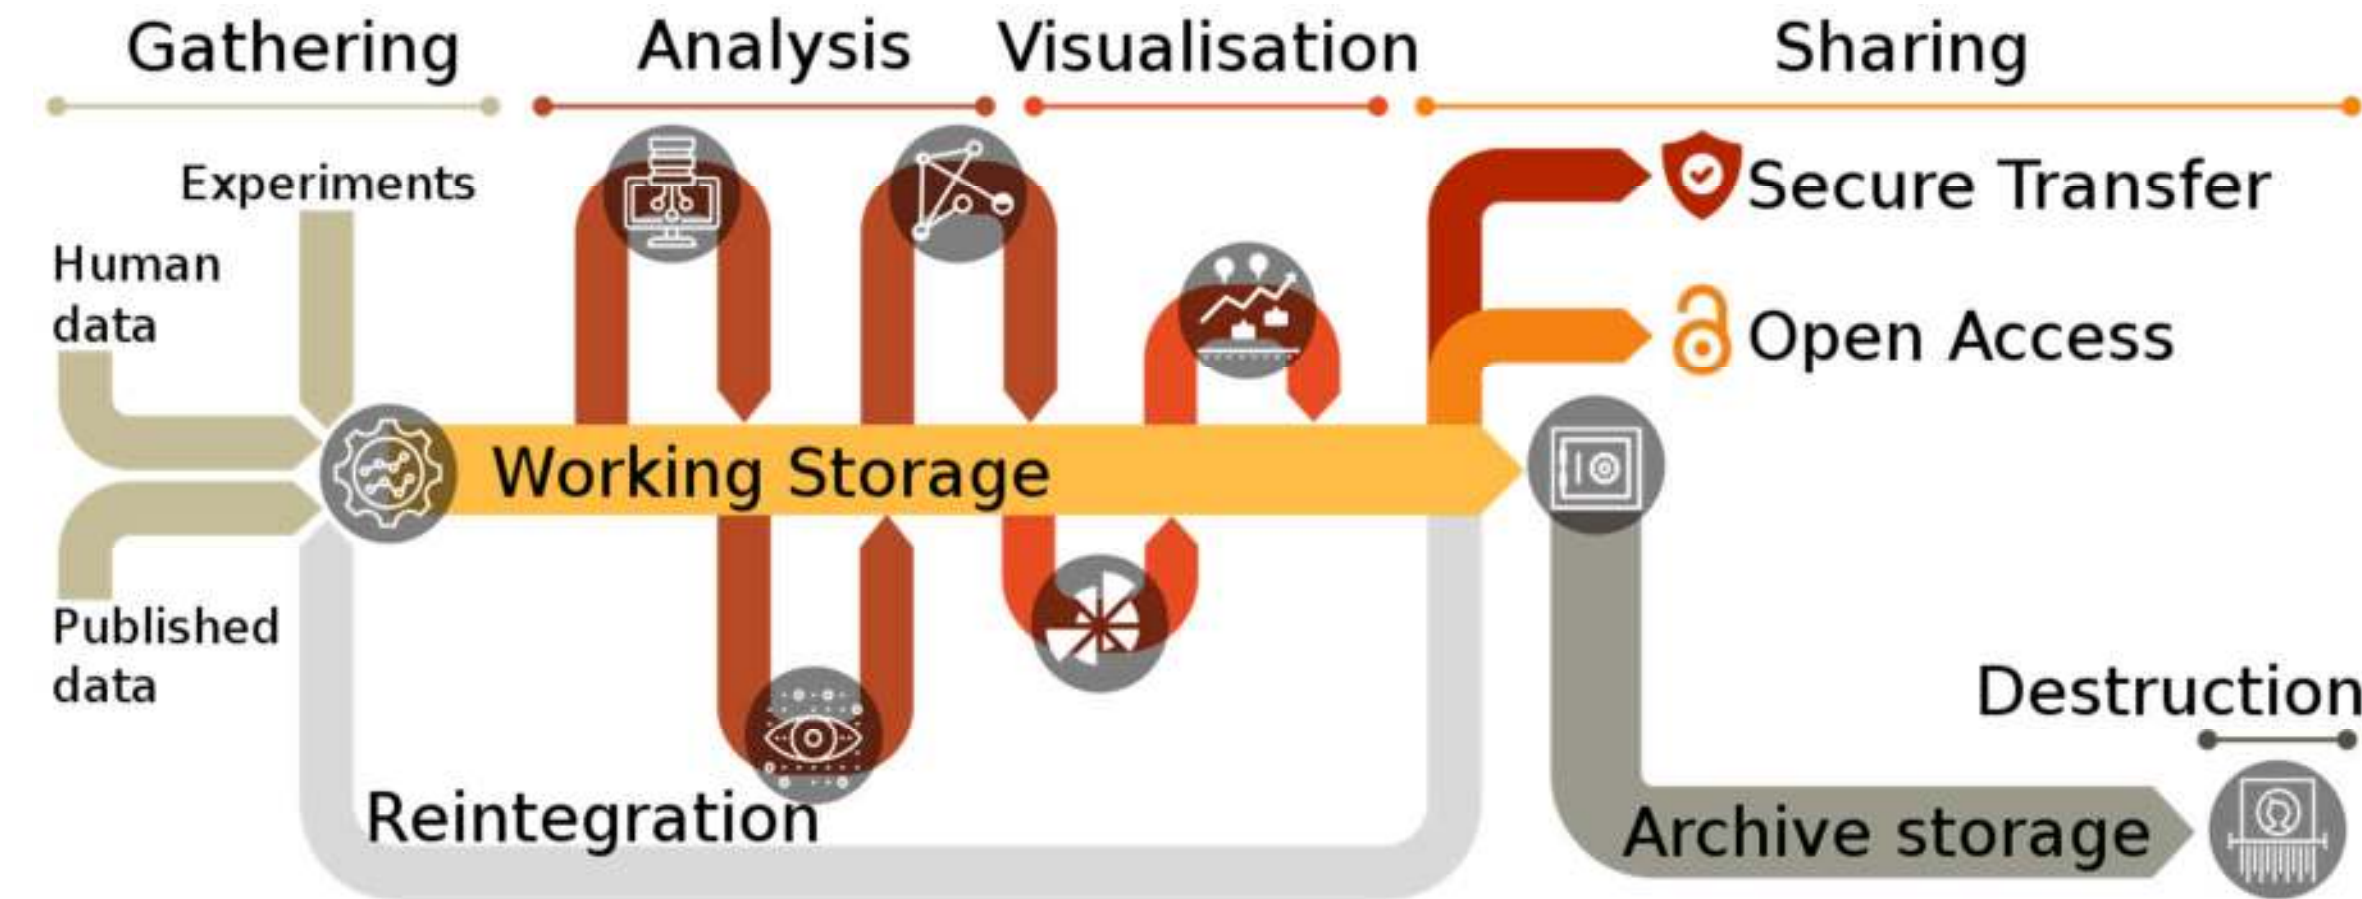 Gathering
Analysis
Visualisation
Sharing
Experiments
Human
data
Secure Transfer
Open Access
Working Storage
Published
data
Reintegration
Destruction
Archive storage